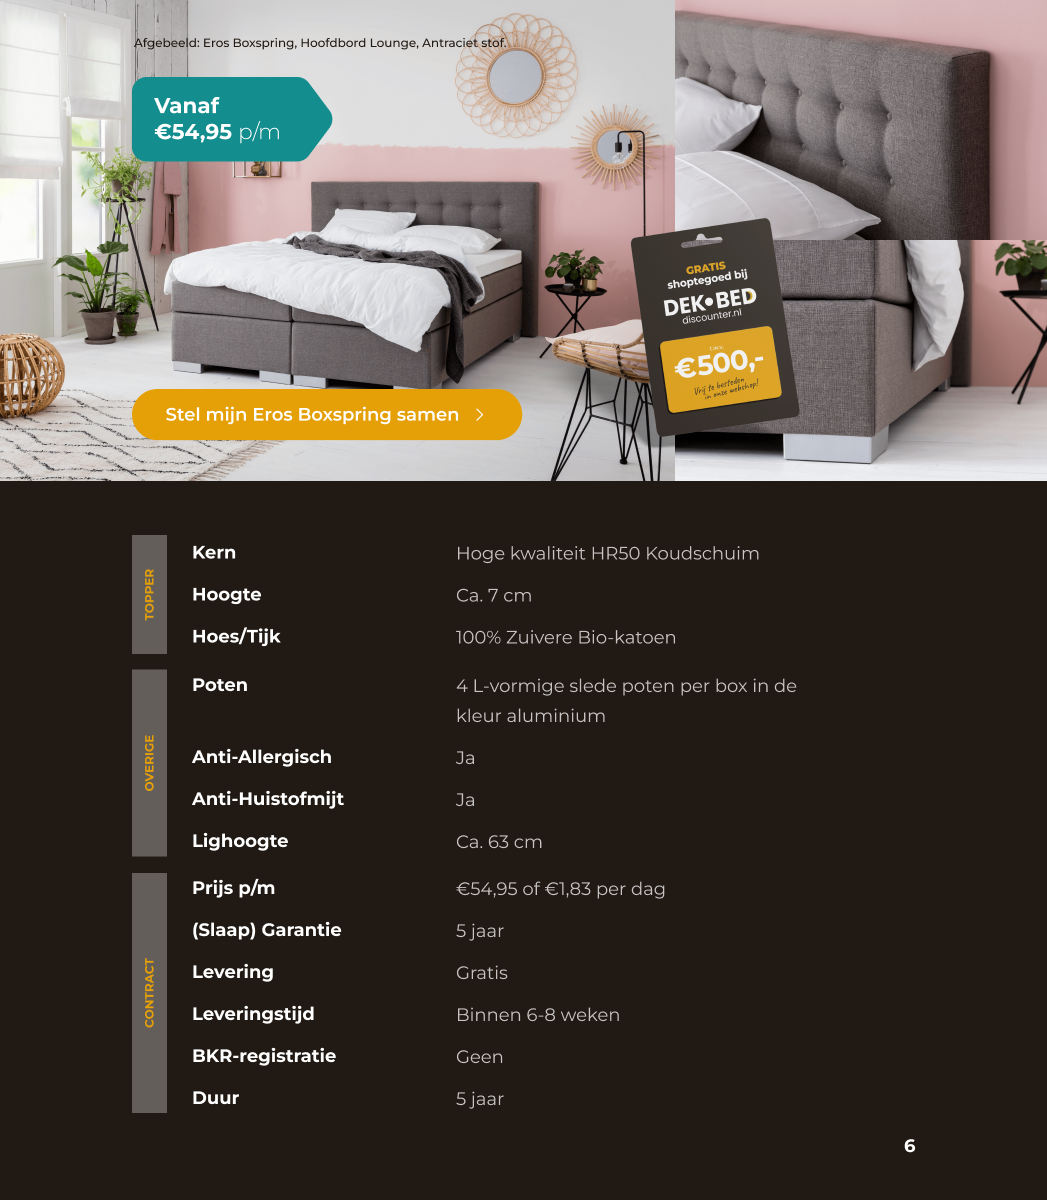 Afgebeeld: Eros Boxspring, Hoofdbord Lounge, Antraciet stof.
Vanaf
€54,95 p/m
GRATIS
shoptegoed bij
DEK•BED
discounter.nl
€500,-
Vrij te besteden
in onze webshop!
Stel mijn Eros Boxspring samen
TOPPER
Kern Hoge kwaliteit HR50 Koudschuim
Hoogte Ca. 7 cm
Hoes/Tijk 100% Zuivere Bio-katoen
OVERIGE
Poten 4 L-vormige slede poten per box in de
kleur aluminium
Anti-Allergisch Ja
Anti-Huistofmijt Ja
Lighoogte Ca. 63 cm
CONTRACT
Prijs p/m €54,95 of €1,83 per dag
(Slaap) Garantie 5 jaar
Levering Gratis
Leveringstijd Binnen 6-8 weken
BKR-registratie Geen
Duur 5 jaar
6